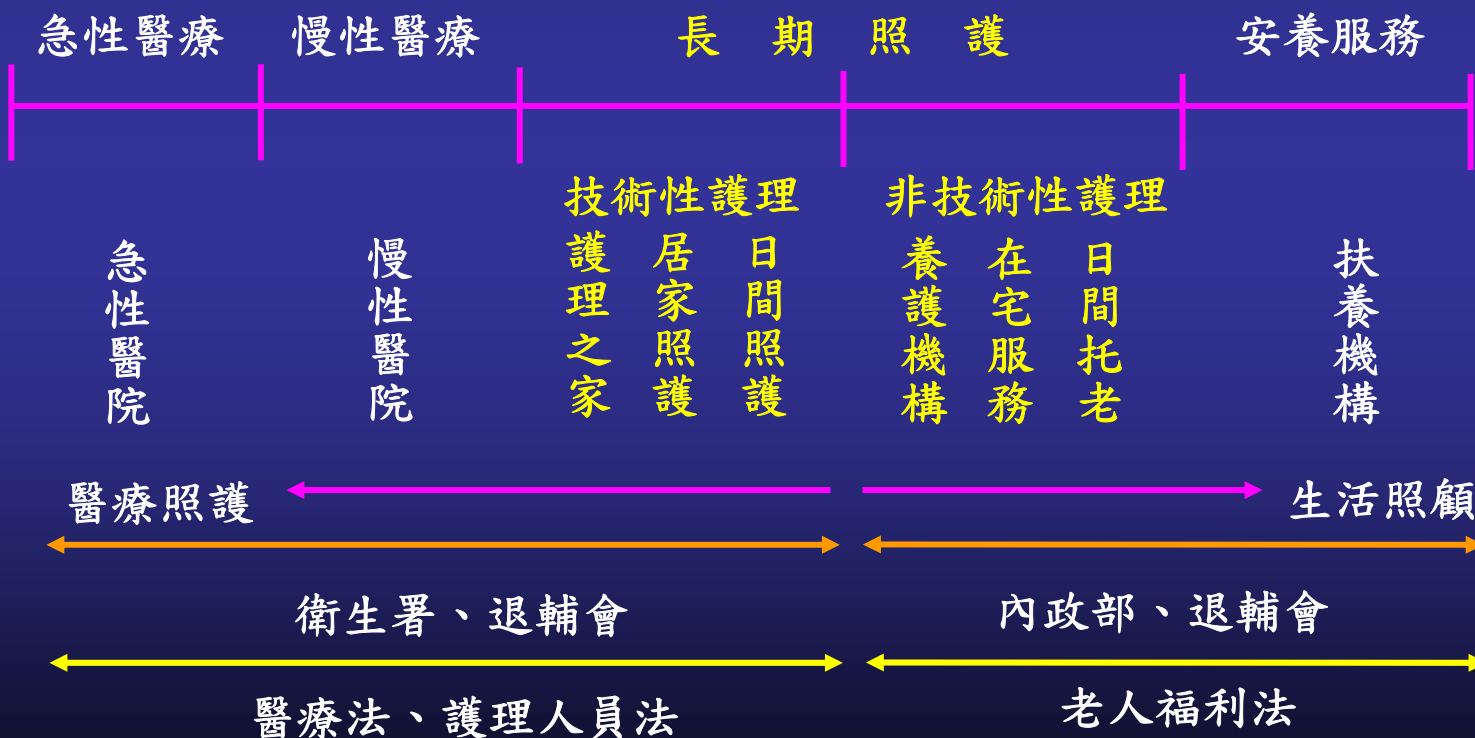 急性醫療 慢性醫療 長期照護 安養服務
技術性護理 非技術性護理
急性醫院
慢性醫院
護理之家
居家照護
日間照護
養護機構
在宅服務
日間托老
扶養機構
醫療照護 生活照顧
衛生署、退輔會 內政部、退輔會
醫療法、護理人員法 老人福利法